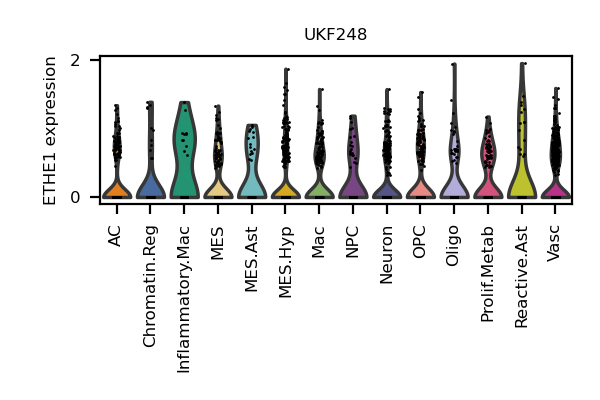 UKF248
ETHE1 expression
2
0
AC
Chromatin.Reg
Inflammatory.Mac
MES
MES.Ast
MES.Hyp
Mac
NPC
Neuron
OPC
Oligo
Prolif.Metab
Reactive.Ast
Vasc